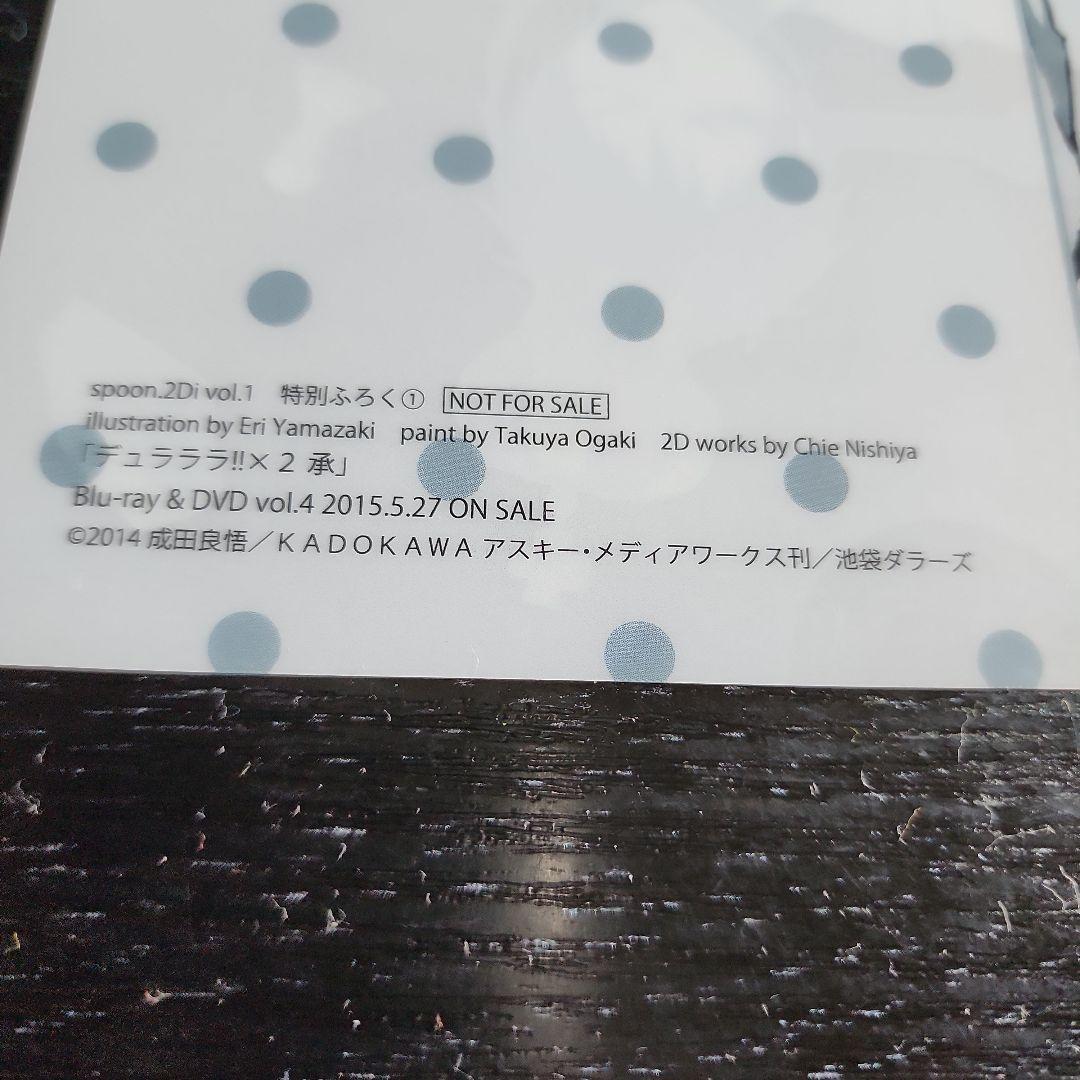 spoon.2Di vol.1　特別ふろく① NOT FOR SALE
illustration by Eri Yamazaki　paint by Takuya Ogaki　2D works by Chie Nishiya
「デュラララ!!×２ 承」
Blu-ray & DVD vol.4 2015.5.27 ON SALE
©2014 成田良悟／ＫＡＤＯＫＡＷＡ アスキー・メディアワークス刊／池袋ダラーズ